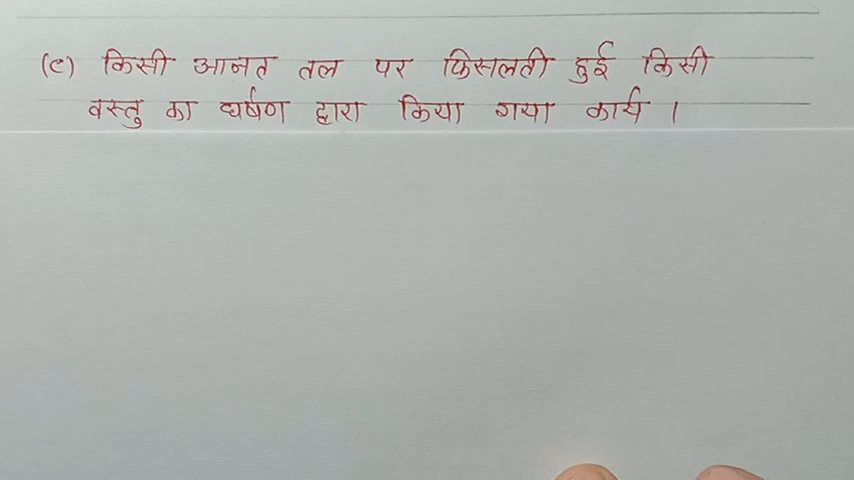 (e) किसी आनत तल पर फिसलती हुई किसी
वस्तु का घर्षण द्वारा किया गया कार्य ।